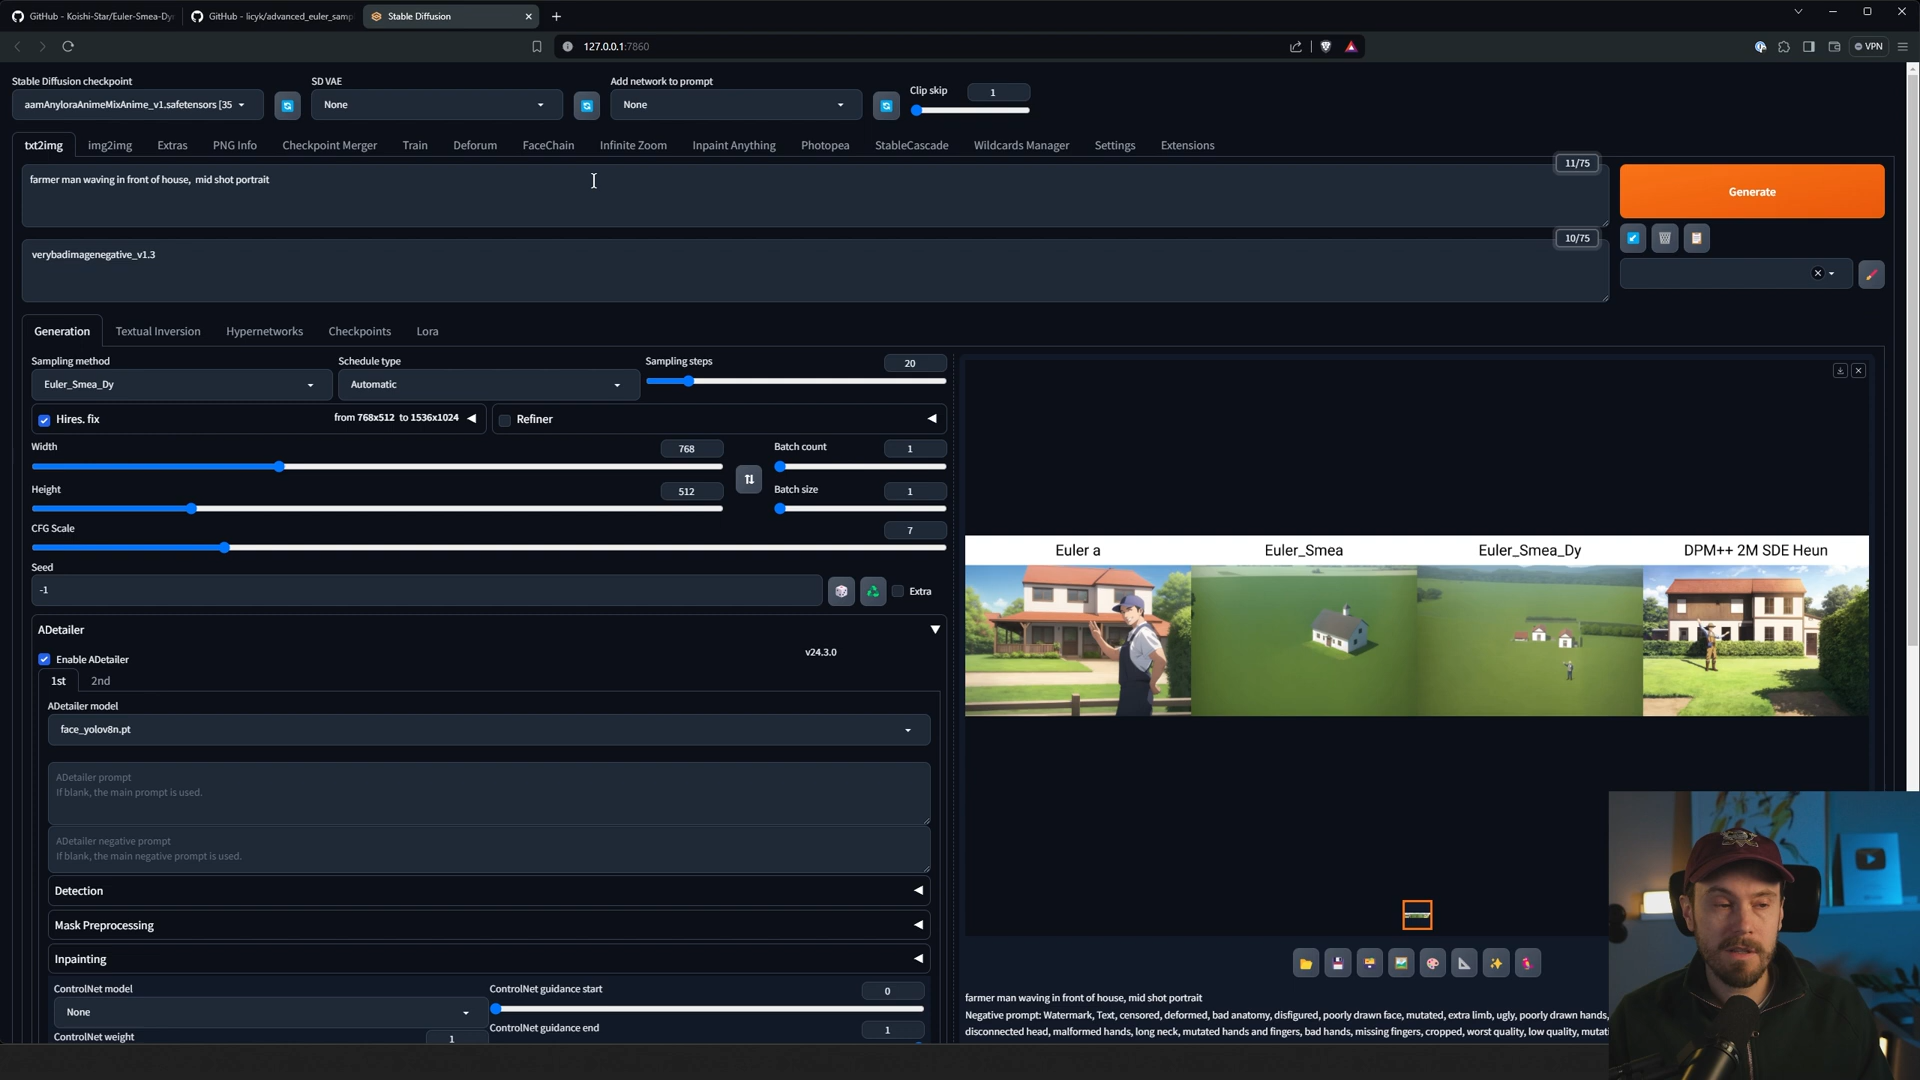 GitHub - Koishi-Star/Euler-Smea-Dy
GitHub - licyk/advanced_euler_samp
Stable Diffusion
127.0.0.1:7860
VPN
Stable Diffusion checkpoint
SD VAE
Add network to prompt
Clip skip
1
aamAnyloraAnimeMixAnime_v1.safetensors [35
None
None
txt2img
img2img
Extras
PNG Info
Checkpoint Merger
Train
Deforum
FaceChain
Infinite Zoom
Inpaint Anything
Photopea
StableCascade
Wildcards Manager
Settings
Extensions
11/75
farmer man waving in front of house,  mid shot portrait
Generate
10/75
verybadimagenegative_v1.3
Generation
Textual Inversion
Hypernetworks
Checkpoints
Lora
Sampling method
Schedule type
Sampling steps
20
Euler_Smea_Dy
Automatic
Hires. fix
from 768x512 to 1536x1024
Refiner
Width
768
Batch count
1
Height
512
Batch size
1
CFG Scale
7
Seed
-1
Extra
ADetailer
Enable ADetailer
v24.3.0
1st
2nd
ADetailer model
face_yolov8n.pt
ADetailer prompt
If blank, the main prompt is used.
ADetailer negative prompt
If blank, the main negative prompt is used.
Detection
Mask Preprocessing
Inpainting
ControlNet model
None
ControlNet guidance start
0
ControlNet guidance end
1
ControlNet weight
1
Euler a
Euler_Smea
Euler_Smea_Dy
DPM++ 2M SDE Heun
farmer man waving in front of house, mid shot portrait
Negative prompt: Watermark, Text, censored, deformed, bad anatomy, disfigured, poorly drawn face, mutated, extra limb, ugly, poorly drawn hands,
disconnected head, malformed hands, long neck, mutated hands and fingers, bad hands, missing fingers, cropped, worst quality, low quality, mutati